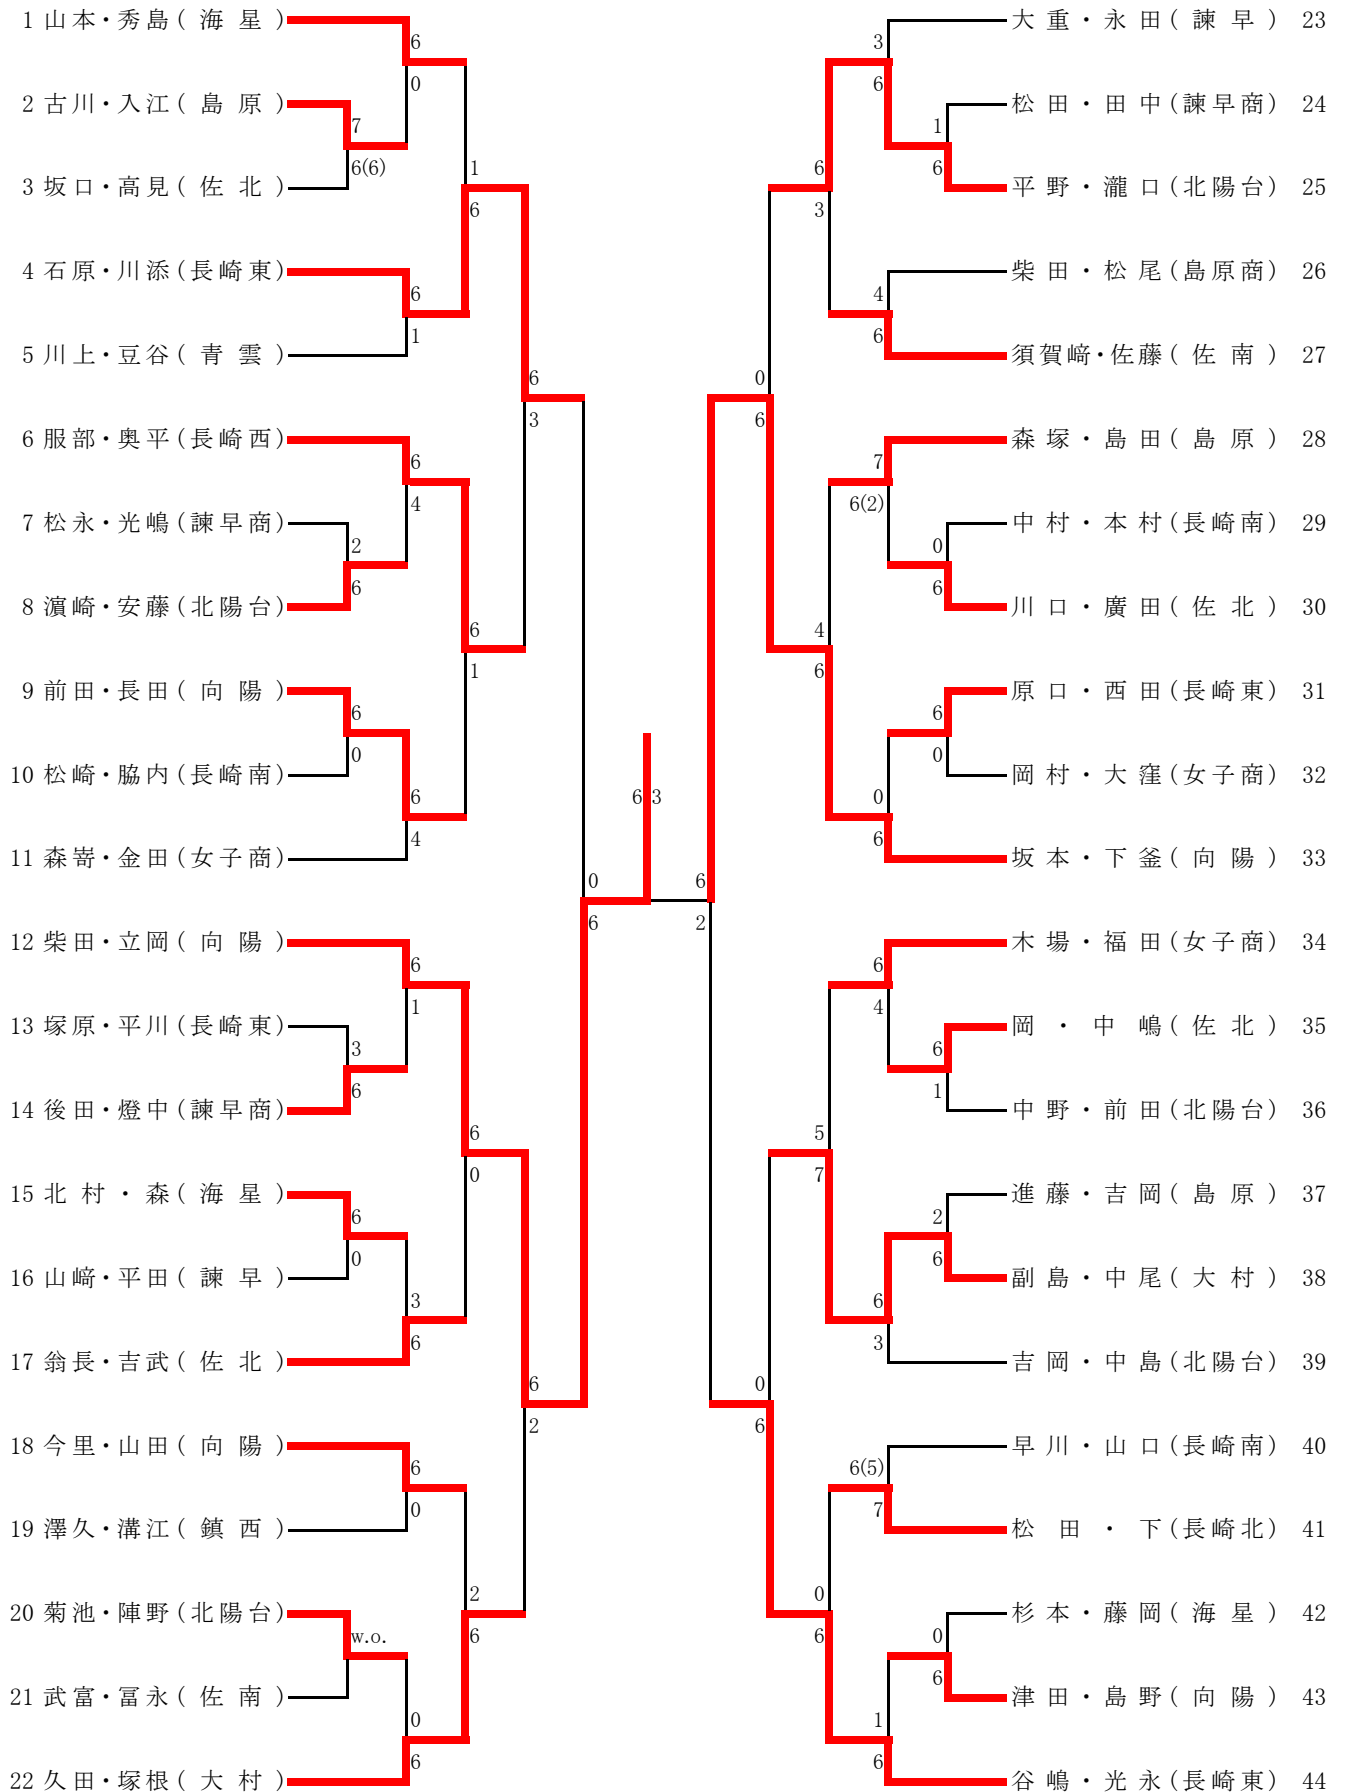 1 山本・秀島(海星)
6
0
2 古川・入江(島原)
7
6(6)
3 坂口・高見(佐北)
1
6
4 石原・川添(長崎東)
6
1
5 川上・豆谷(青雲)
6
3
6 服部・奥平(長崎西)
6
4
7 松永・光嶋(諫早商)
2
6
8 濵崎・安藤(北陽台)
6
1
9 前田・長田(向陽)
6
0
10 松崎・脇内(長崎南)
6
4
11 森嵜・金田(女子商)
0
6
12 柴田・立岡(向陽)
6
1
13 塚原・平川(長崎東)
3
6
14 後田・燈中(諫早商)
6
0
15 北村・森(海星)
6
0
16 山﨑・平田(諫早)
3
6
17 翁長・吉武(佐北)
6
2
18 今里・山田(向陽)
6
0
19 澤久・溝江(鎮西)
2
6
20 菊池・陣野(北陽台)
w.o.
21 武富・冨永(佐南)
0
6
22 久田・塚根(大村)
6 3
大重・永田(諫早) 23
3
6
松田・田中(諫早商) 24
1
6
平野・瀧口(北陽台) 25
6
3
柴田・松尾(島原商) 26
4
6
須賀﨑・佐藤(佐南) 27
0
6
森塚・島田(島原) 28
7
6(2)
中村・本村(長崎南) 29
0
6
川口・廣田(佐北) 30
4
6
原口・西田(長崎東) 31
6
0
岡村・大窪(女子商) 32
0
6
坂本・下釜(向陽) 33
6
2
木場・福田(女子商) 34
6
4
岡・中嶋(佐北) 35
6
1
中野・前田(北陽台) 36
5
7
進藤・吉岡(島原) 37
2
6
副島・中尾(大村) 38
6
3
吉岡・中島(北陽台) 39
0
6
早川・山口(長崎南) 40
6(5)
7
松田・下(長崎北) 41
0
6
杉本・藤岡(海星) 42
0
6
津田・島野(向陽) 43
1
6
谷嶋・光永(長崎東) 44